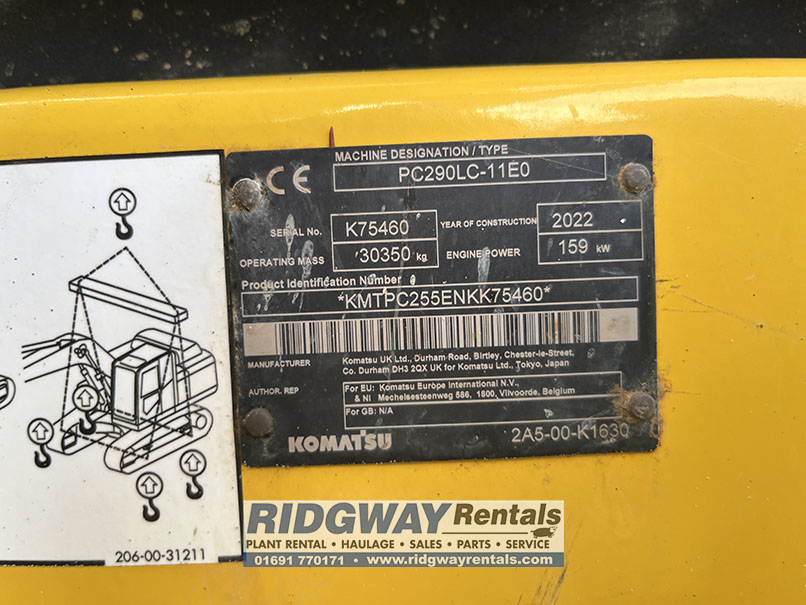 MACHINE DESIGNATION / TYPE
CE PC290LC-11E0
SERIAL No. K75460 YEAR OF CONSTRUCTION 2022
OPERATING MASS 30350 kg ENGINE POWER 159 kW
Product Identification Number
*KMTPC255ENKK75460*
MANUFACTURER Komatsu UK Ltd., Durham Road, Birtley, Chester-le-Street,
Co. Durham DH3 2QX UK for Komatsu Ltd., Tokyo, Japan
AUTHOR. REP For EU: Komatsu Europe International N.V.,
& NI Mechelsesteenweg 586, 1800, Vilvoorde, Belgium
For GB: N/A
KOMATSU 2A5-00-K1630
206-00-31211
RIDGWAY Rentals
PLANT RENTAL • HAULAGE • SALES • PARTS • SERVICE
01691 770171 • www.ridgwayrentals.com